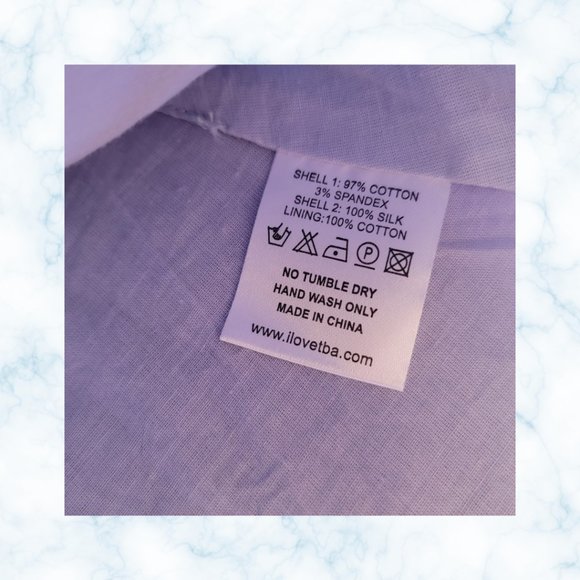 SHELL 1: 97% COTTON
3% SPANDEX
SHELL 2: 100% SILK
LINING:100% COTTON
P
NO TUMBLE DRY
HAND WASH ONLY
MADE IN CHINA
www.ilovetba.com